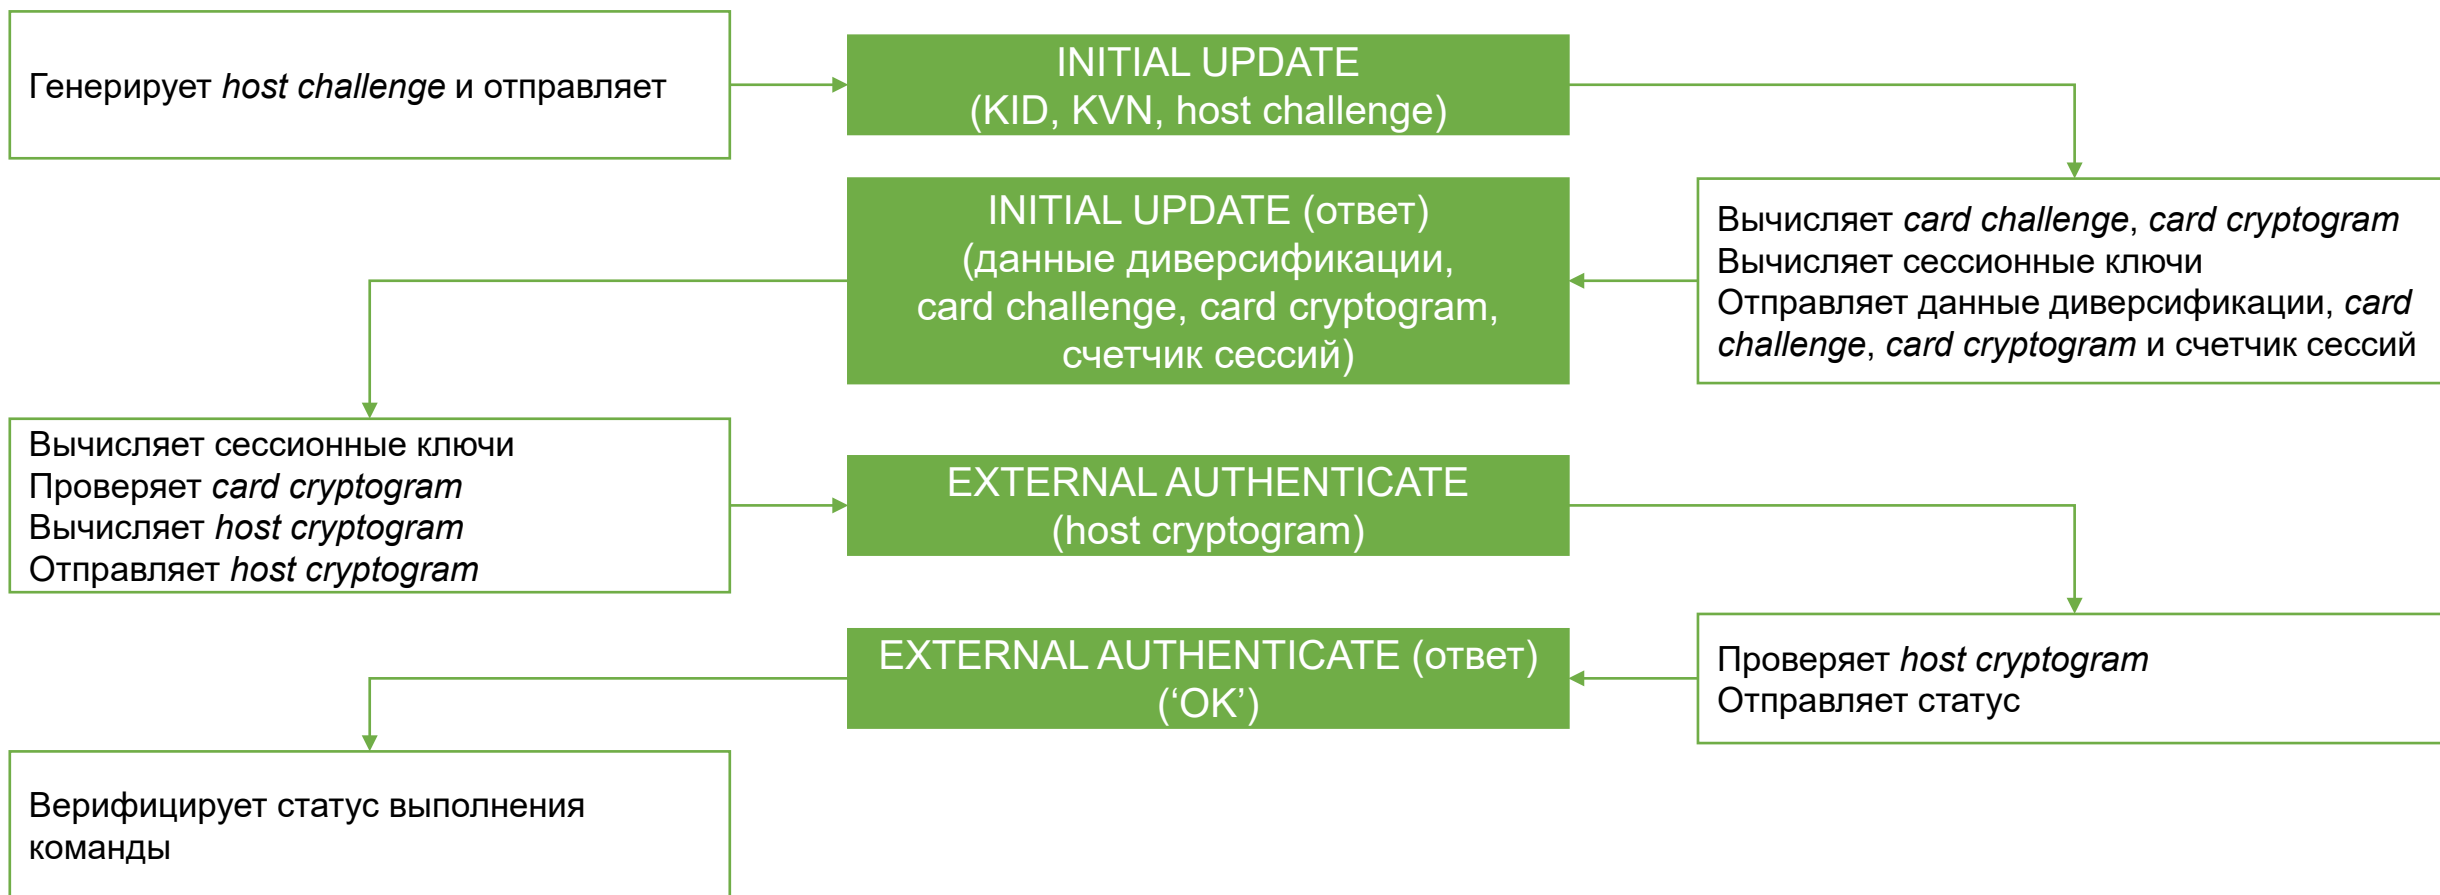 Генерирует host challenge и отправляет
INITIAL UPDATE
(KID, KVN, host challenge)
INITIAL UPDATE (ответ)
(данные диверсификации,
card challenge, card cryptogram,
счетчик сессий)
Вычисляет card challenge, card cryptogram
Вычисляет сессионные ключи
Отправляет данные диверсификации, card
challenge, card cryptogram и счетчик сессий
Вычисляет сессионные ключи
Проверяет card cryptogram
Вычисляет host cryptogram
Отправляет host cryptogram
EXTERNAL AUTHENTICATE
(host cryptogram)
EXTERNAL AUTHENTICATE (ответ)
(‘OK’)
Проверяет host cryptogram
Отправляет статус
Верифицирует статус выполнения
команды